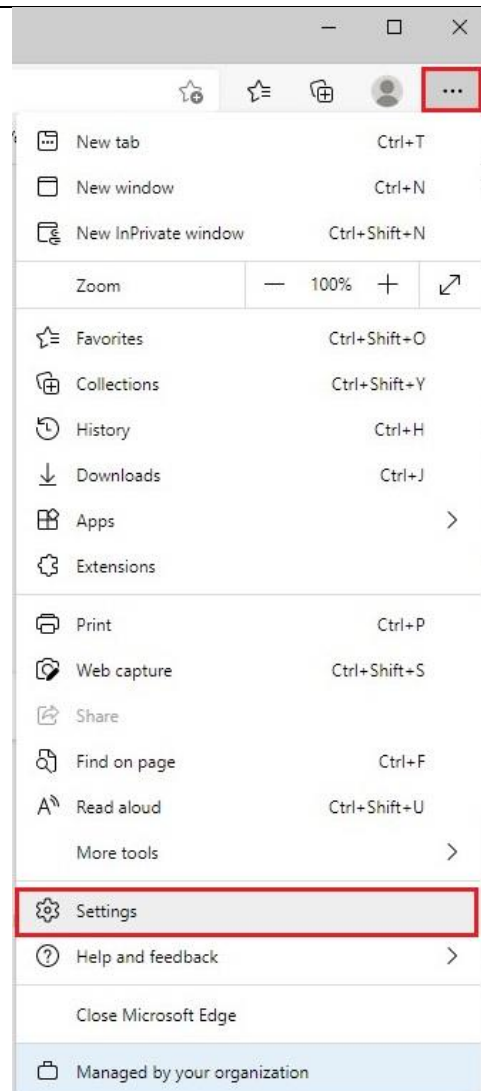 New tab Ctrl+T
New window Ctrl+N
New InPrivate window Ctrl+Shift+N
Zoom — 100% +
Favorites Ctrl+Shift+O
Collections Ctrl+Shift+Y
History Ctrl+H
Downloads Ctrl+J
Apps
Extensions
Print Ctrl+P
Web capture Ctrl+Shift+S
Share
Find on page Ctrl+F
Read aloud Ctrl+Shift+U
More tools
Settings
Help and feedback
Close Microsoft Edge
Managed by your organization